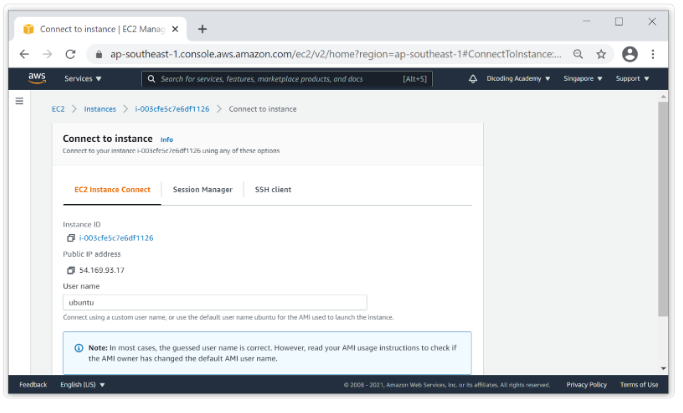 Connect to instance | EC2 Manag
ap-southeast-1.console.aws.amazon.com/ec2/v2/home?region=ap-southeast-1#ConnectToInstance:...
aws Services Search for services, features, marketplace products, and docs [Alt+S] Dicoding Academy Singapore Support
EC2 > Instances > i-003cfe5c7e6df1126 > Connect to instance
Connect to instance Info
Connect to your instance i-003cfe5c7e6df1126 using any of these options
EC2 Instance Connect Session Manager SSH client
Instance ID
i-003cfe5c7e6df1126
Public IP address
54.169.93.17
User name
ubuntu
Connect using a custom user name, or use the default user name ubuntu for the AMI used to launch the instance.
Note: In most cases, the guessed user name is correct. However, read your AMI usage instructions to check if
the AMI owner has changed the default AMI user name.
Feedback English (US) © 2008 - 2021, Amazon Web Services, Inc. or its affiliates. All rights reserved. Privacy Policy Terms of Use